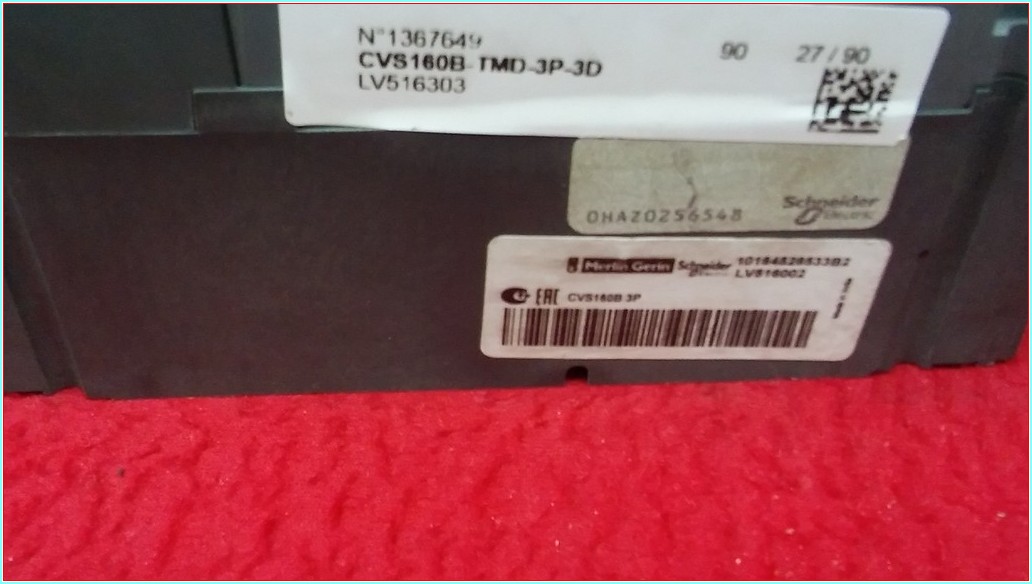 N°1367649
CVS160B-TMD-3P-3D
LV516303
90 27 / 90
OHAZ0256548
Schneider
Electric
Merlin Gerin Schneider Electric
LV516002
EAC CVS160B 3P